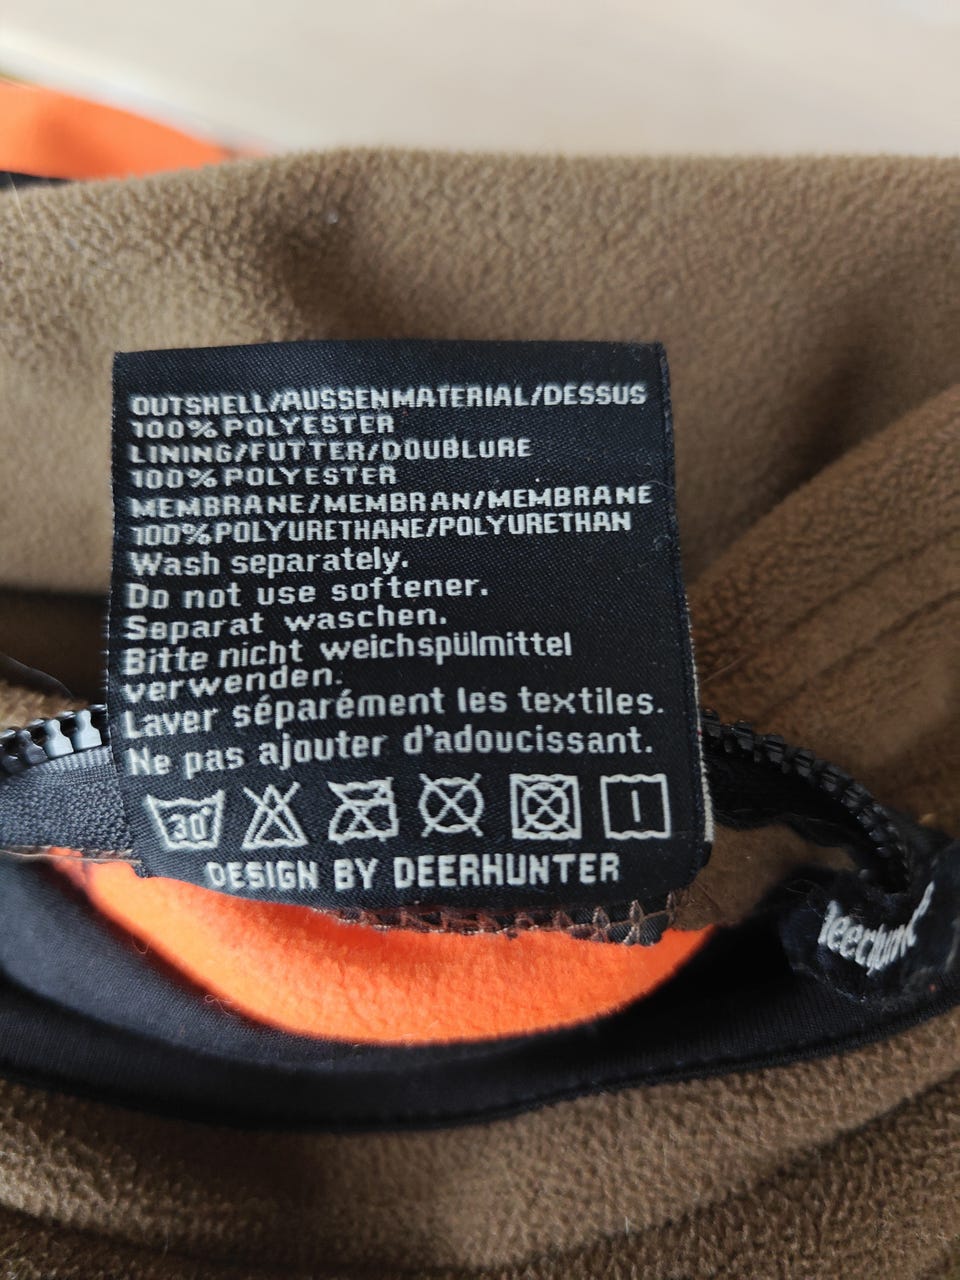 OUTSHELL/AUSSENMATERIAL/DESSUS
100% POLYESTER
LINING/FUTTER/DOUBLURE
100% POLYESTER
MEMBRANE/MEMBRAN/MEMBRANE
100% POLYURETHANE/POLYURETHAN
Wash separately.
Do not use softener.
Separat waschen.
Bitte nicht weichspülmittel
verwenden.
Laver séparément les textiles.
Ne pas ajouter d'adoucissant.
30°
DESIGN BY DEERHUNTER